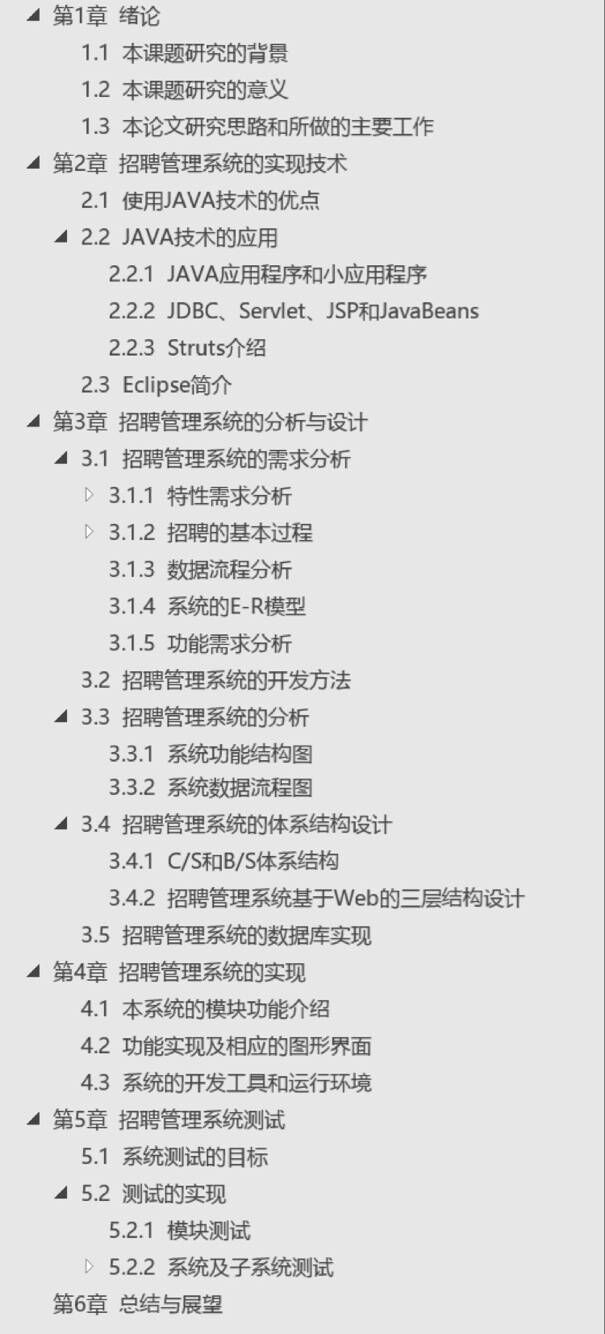 第1章 绪论
1.1 本课题研究的背景
1.2 本课题研究的意义
1.3 本论文研究思路和所做的主要工作
第2章 招聘管理系统的实现技术
2.1 使用JAVA技术的优点
2.2 JAVA技术的应用
2.2.1 JAVA应用程序和小应用程序
2.2.2 JDBC、Servlet、JSP和JavaBeans
2.2.3 Struts介绍
2.3 Eclipse简介
第3章 招聘管理系统的分析与设计
3.1 招聘管理系统的需求分析
3.1.1 特性需求分析
3.1.2 招聘的基本过程
3.1.3 数据流程分析
3.1.4 系统的E-R模型
3.1.5 功能需求分析
3.2 招聘管理系统的开发方法
3.3 招聘管理系统的分析
3.3.1 系统功能结构图
3.3.2 系统数据流程图
3.4 招聘管理系统的体系结构设计
3.4.1 C/S和B/S体系结构
3.4.2 招聘管理系统基于Web的三层结构设计
3.5 招聘管理系统的数据库实现
第4章 招聘管理系统的实现
4.1 本系统的模块功能介绍
4.2 功能实现及相应的图形界面
4.3 系统的开发工具和运行环境
第5章 招聘管理系统测试
5.1 系统测试的目标
5.2 测试的实现
5.2.1 模块测试
5.2.2 系统及子系统测试
第6章 总结与展望